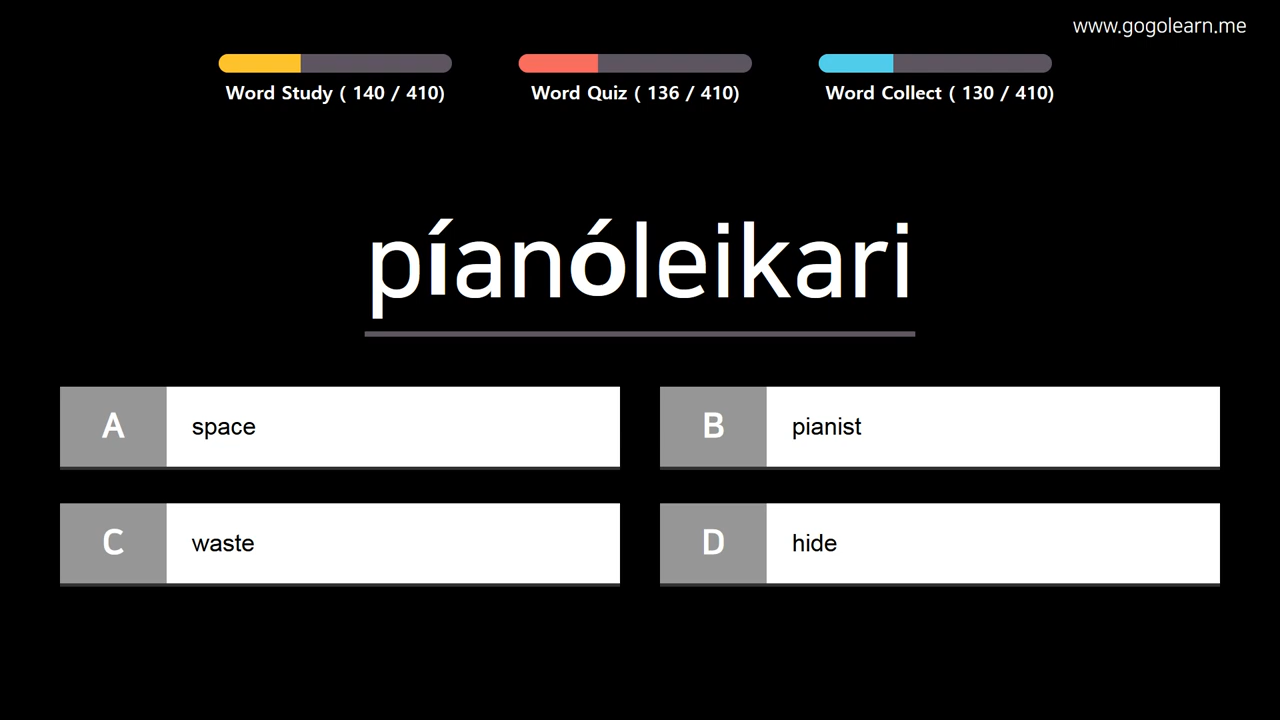 www.gogolearn.me
Word Study ( 140 / 410)
Word Quiz ( 136 / 410)
Word Collect ( 130 / 410)
píanóleikari
A space
B pianist
C waste
D hide